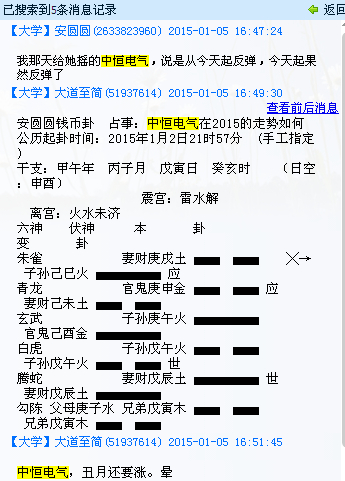 已搜索到5条消息记录 返回
【大学】安圆圆(2633823960) 2015-01-05 16:47:24
我那天给她摇的中恒电气，说是从今天起反弹，今天起果
然反弹了
【大学】大道至简(51937614) 2015-01-05 16:49:30
查看前后消息
安圆圆钱币卦 占事：中恒电气在2015的走势如何
公历起卦时间：2015年1月2日21时57分 （手工指定
）
干支：甲午年 丙子月 戊寅日 癸亥时 （日空
：申酉）
震宫：雷水解
离宫：火水未济
六神 伏神 本 卦
变 卦
朱雀 妻财庚戌土 ╳→
子孙己巳火 应
青龙 官鬼庚申金 应
妻财己未土
玄武 子孙庚午火
官鬼己酉金
白虎 子孙戊午火
子孙戊午火 世
腾蛇 妻财戊辰土 世
妻财戊辰土
勾陈 父母庚子水 兄弟戊寅木
兄弟戊寅木
【大学】大道至简(51937614) 2015-01-05 16:51:45
中恒电气，丑月还要涨。晕